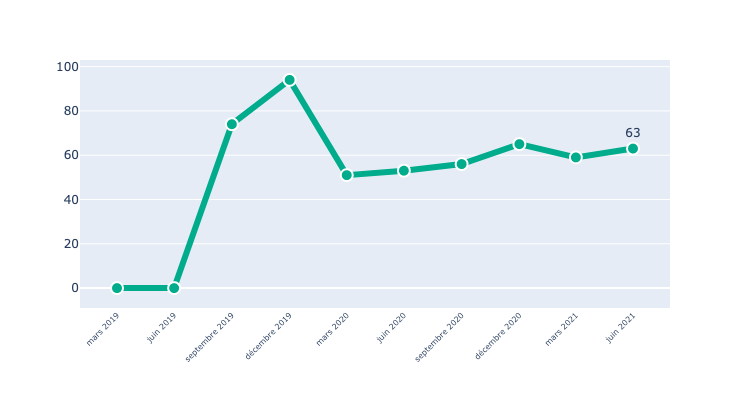 100
80
60
40
20
0
63
mars 2019
juin 2019
septembre 2019
décembre 2019
mars 2020
juin 2020
septembre 2020
décembre 2020
mars 2021
juin 2021